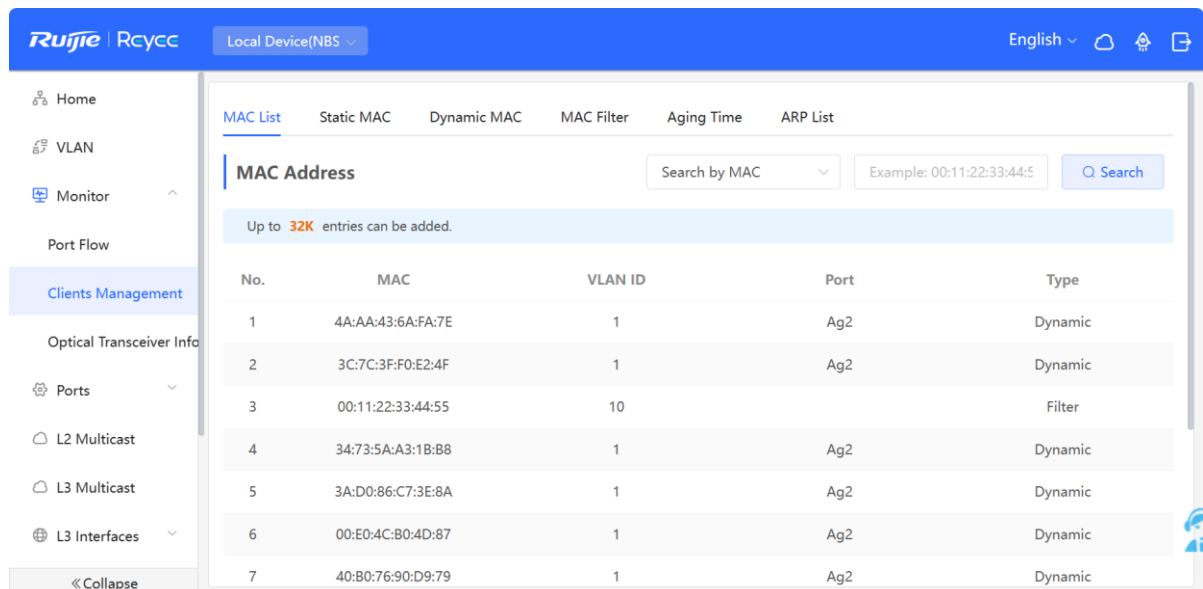 Ruijie | Rcycc
Local Device(NBS
English
Home
VLAN
Monitor
Port Flow
Clients Management
Optical Transceiver Info
Ports
L2 Multicast
L3 Multicast
L3 Interfaces
Collapse
MAC List Static MAC Dynamic MAC MAC Filter Aging Time ARP List
MAC Address
Search by MAC
Example: 00:11:22:33:44:5
Search
Up to 32K entries can be added.
No. MAC VLAN ID Port Type
1 4A:AA:43:6A:FA:7E 1 Ag2 Dynamic
2 3C:7C:3F:F0:E2:4F 1 Ag2 Dynamic
3 00:11:22:33:44:55 10 Filter
4 34:73:5A:A3:1B:B8 1 Ag2 Dynamic
5 3A:D0:86:C7:3E:8A 1 Ag2 Dynamic
6 00:E0:4C:B0:4D:87 1 Ag2 Dynamic
7 40:B0:76:90:D9:79 1 Ag2 Dynamic